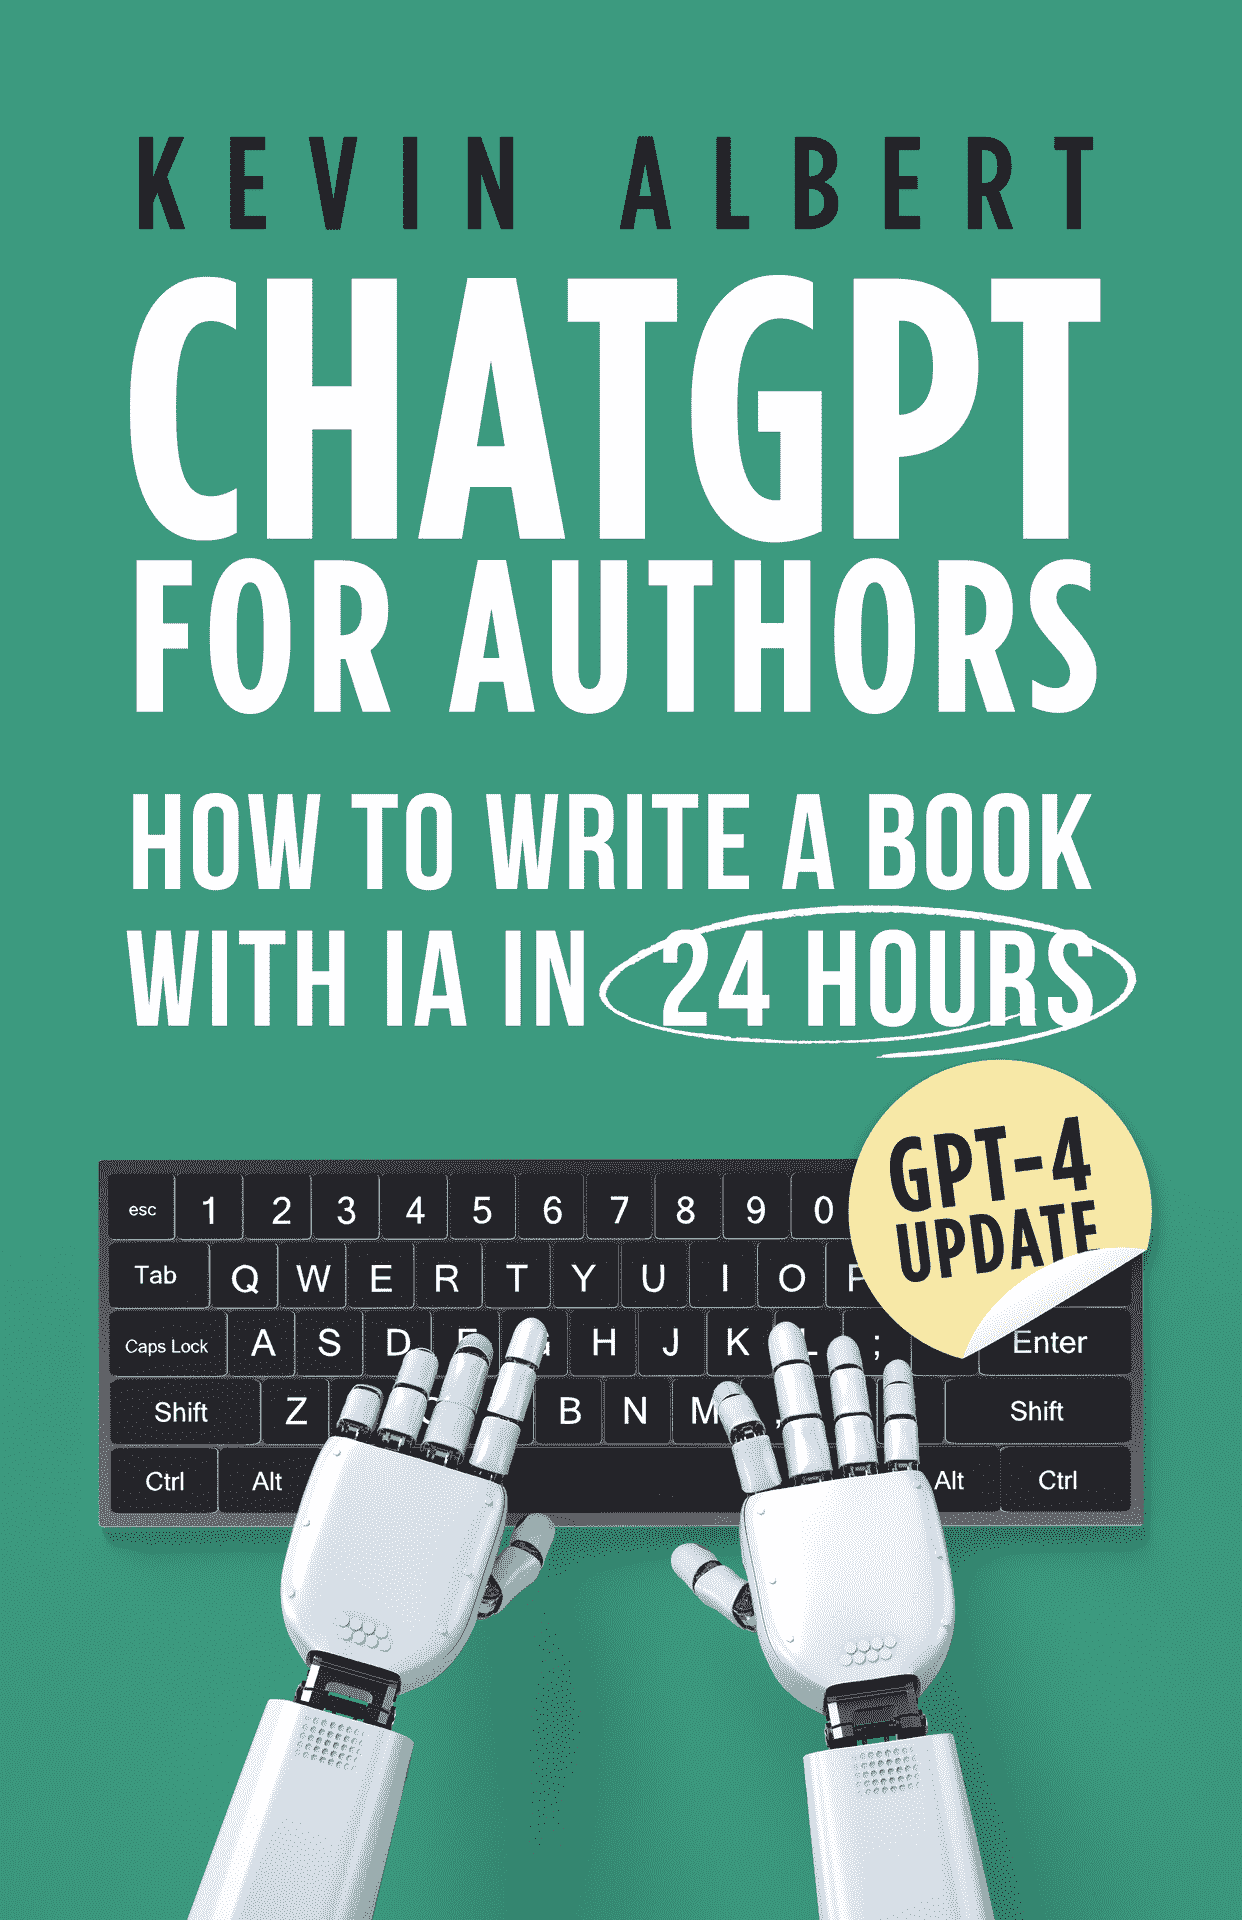 KEVIN ALBERT
CHATGPT
FOR AUTHORS
HOW TO WRITE A BOOK
WITH IA IN 24 HOURS
GPT-4
UPDATE
esc 1 2 3 4 5 6 7 8 9 0
Tab Q W E R T Y U I O P
Caps Lock A S D F G H J K L ; Enter
Shift Z B N M , Shift
Ctrl Alt Alt Ctrl